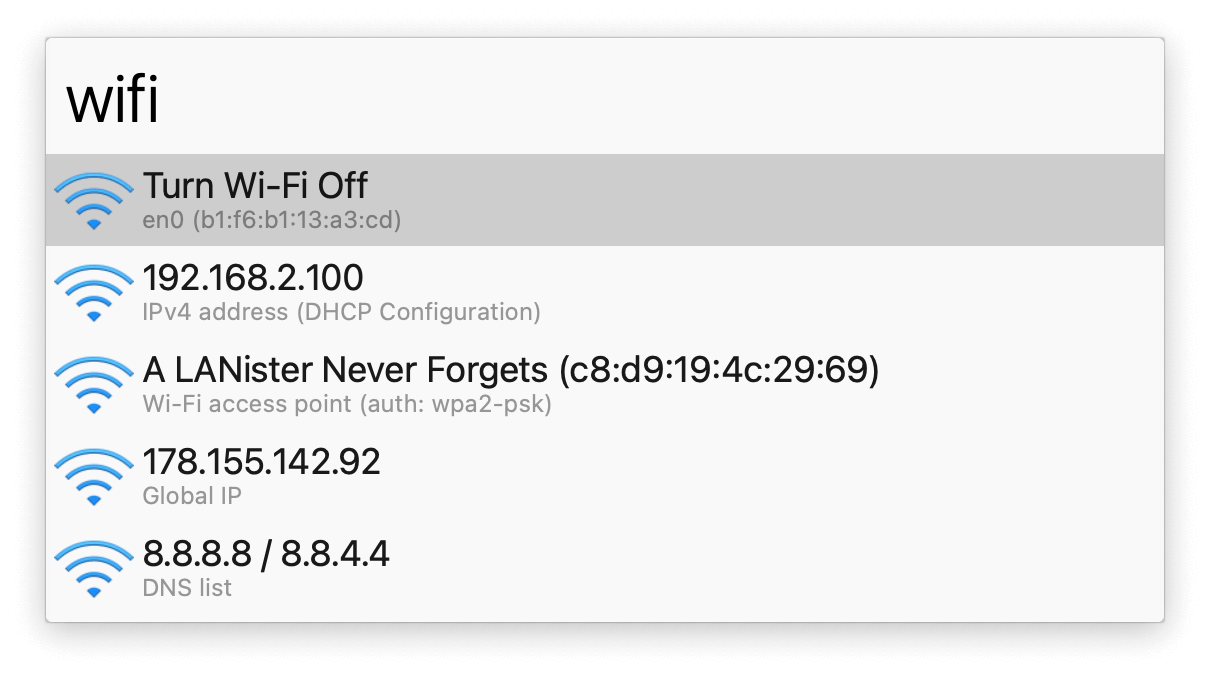 wifi
Turn Wi-Fi Off
en0 (b1:f6:b1:13:a3:cd)
192.168.2.100
IPv4 address (DHCP Configuration)
A LANister Never Forgets (c8:d9:19:4c:29:69)
Wi-Fi access point (auth: wpa2-psk)
178.155.142.92
Global IP
8.8.8.8 / 8.8.4.4
DNS list